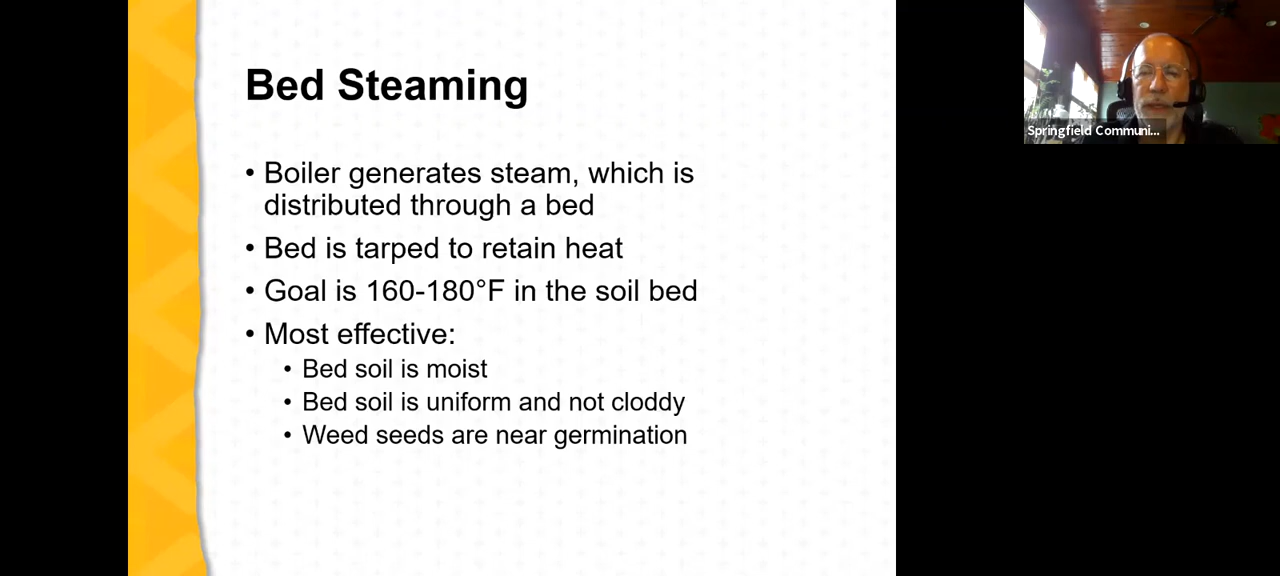 Bed Steaming
• Boiler generates steam, which is
distributed through a bed
• Bed is tarped to retain heat
• Goal is 160-180°F in the soil bed
• Most effective:
• Bed soil is moist
• Bed soil is uniform and not cloddy
• Weed seeds are near germination
Springfield Communi...